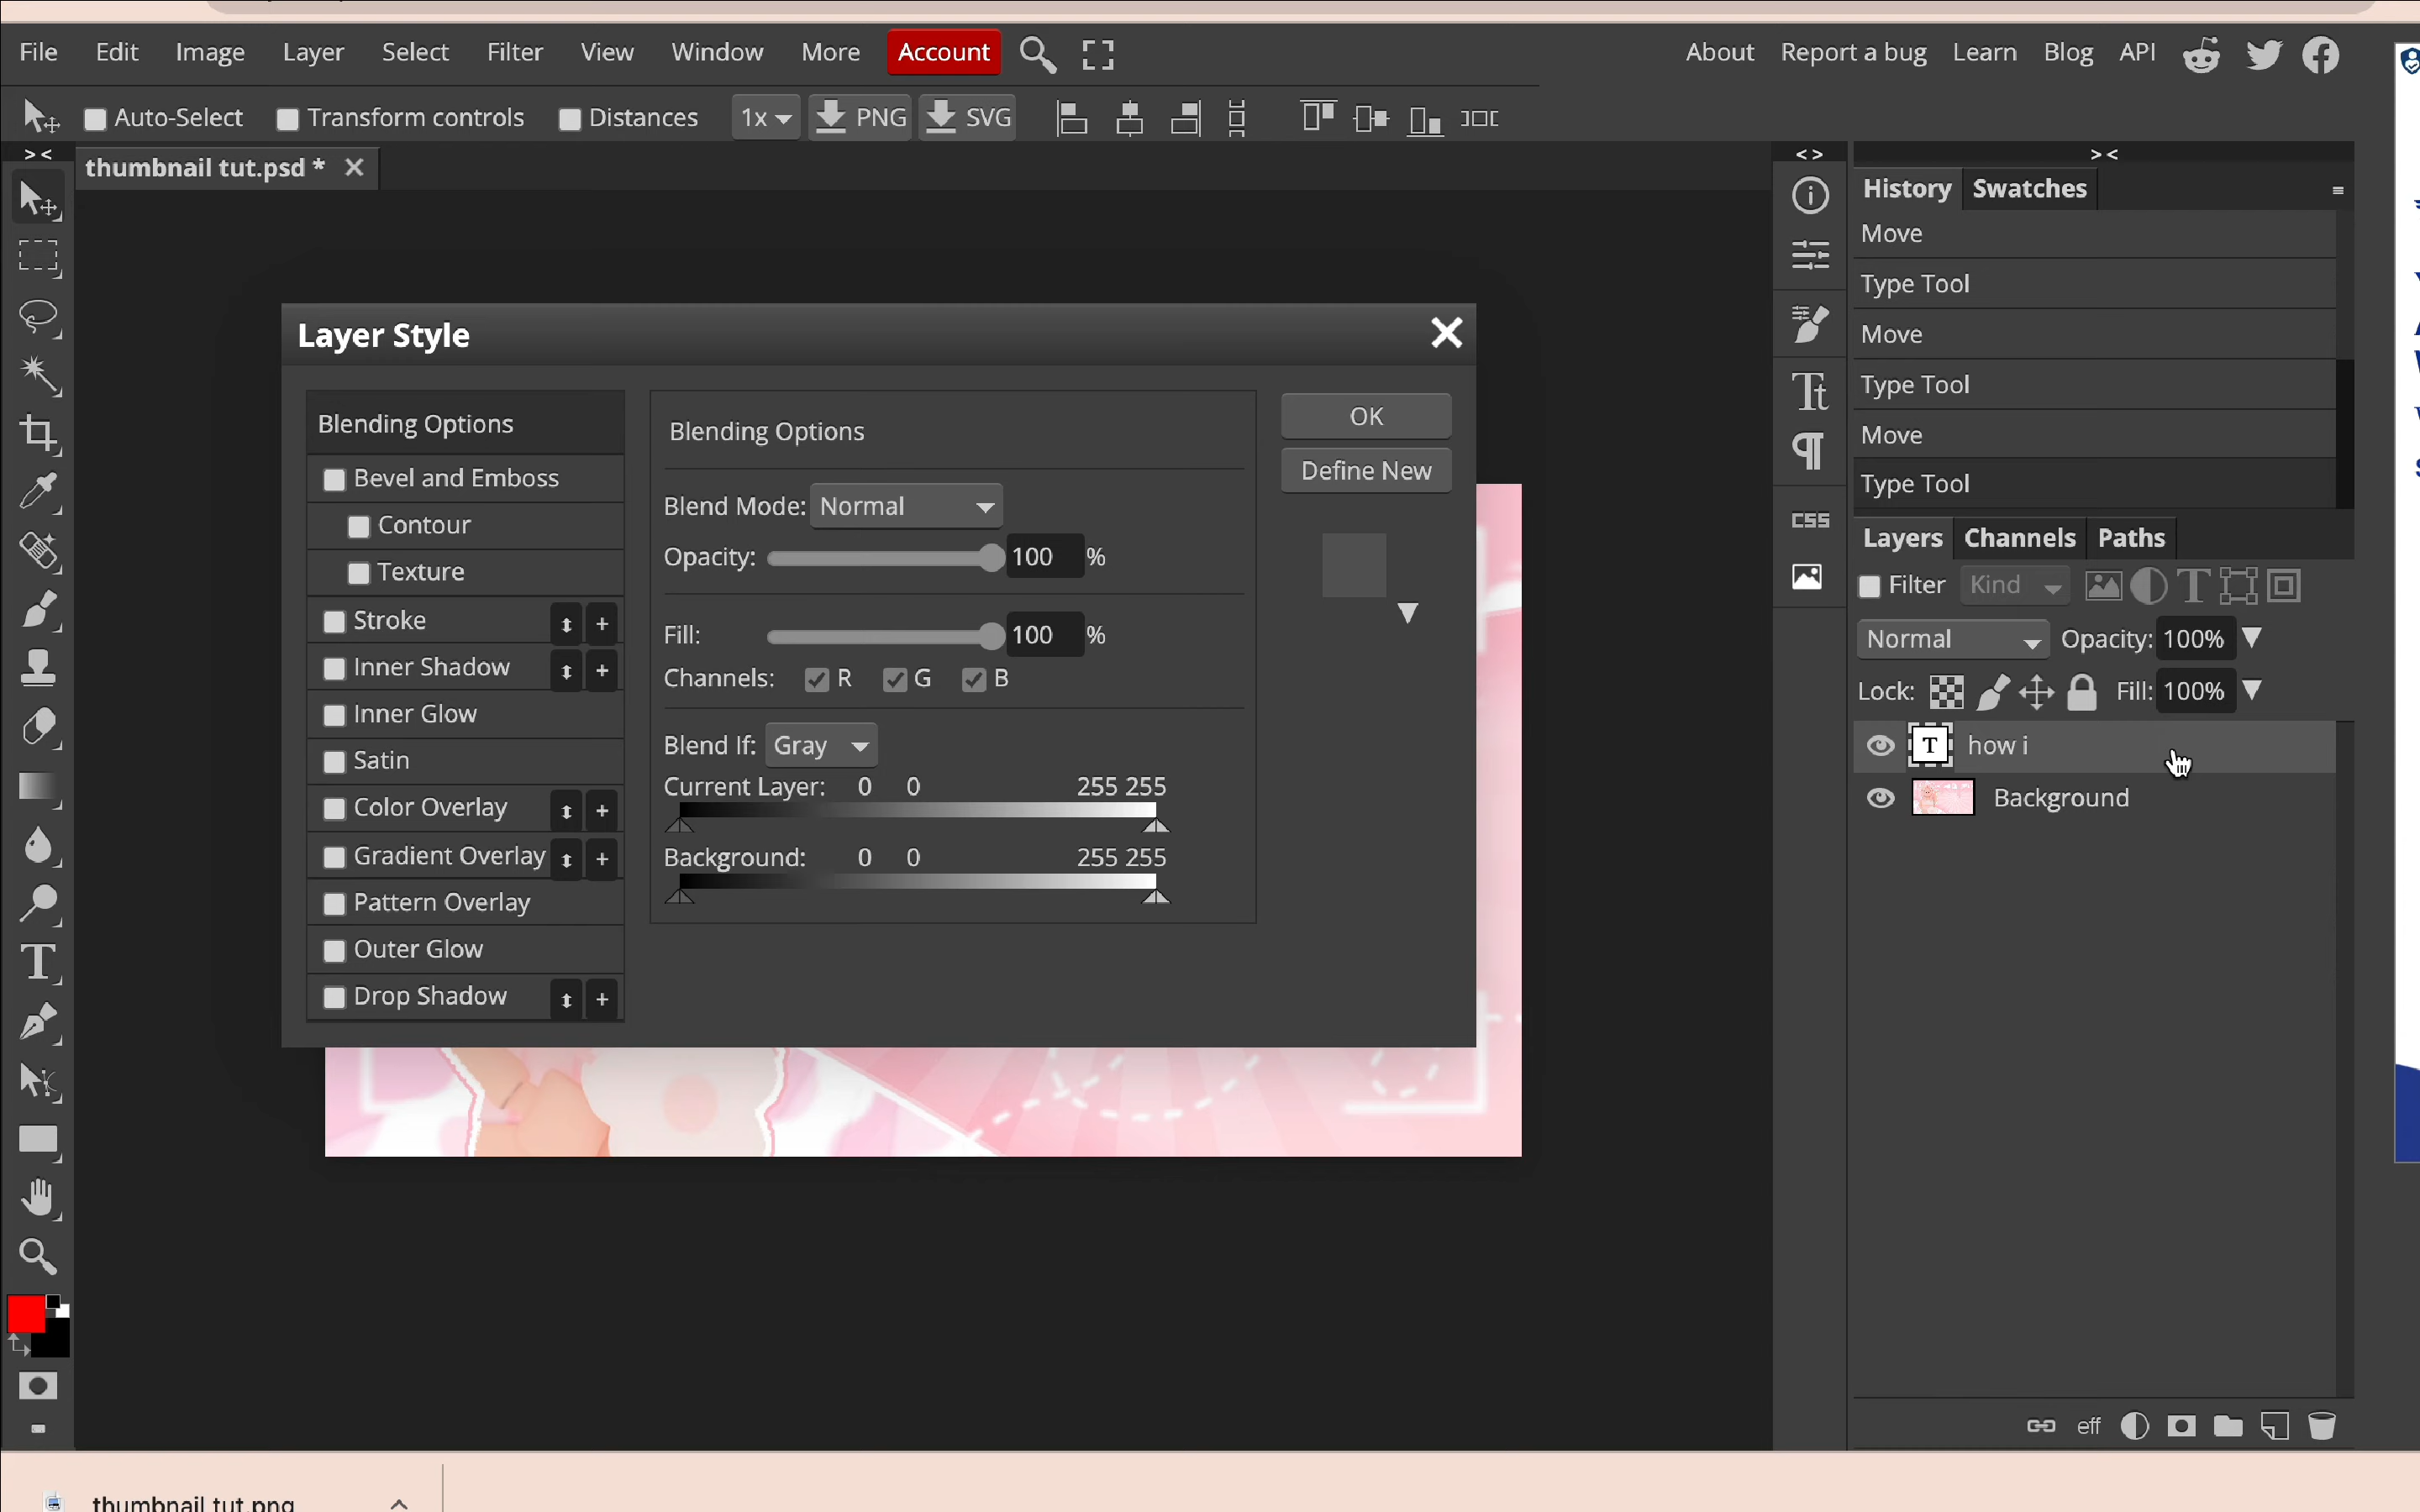 File Edit Image Layer Select Filter View Window More Account About Report a bug Learn Blog API
Auto-Select Transform controls Distances 1x PNG SVG
thumbnail tut.psd *
History Swatches
Move
Type Tool
Move
Type Tool
Move
Type Tool
Layer Style
Blending Options
Bevel and Emboss
Contour
Texture
Stroke
Inner Shadow
Inner Glow
Satin
Color Overlay
Gradient Overlay
Pattern Overlay
Outer Glow
Drop Shadow
Blending Options
Blend Mode: Normal
Opacity: 100 %
Fill: 100 %
Channels: R G B
Blend If: Gray
Current Layer: 0 0 255 255
Background: 0 0 255 255
OK
Define New
CSS
Layers Channels Paths
Filter Kind
Normal Opacity: 100%
Lock: Fill: 100%
how i
Background
eff
thumbnail tut.png